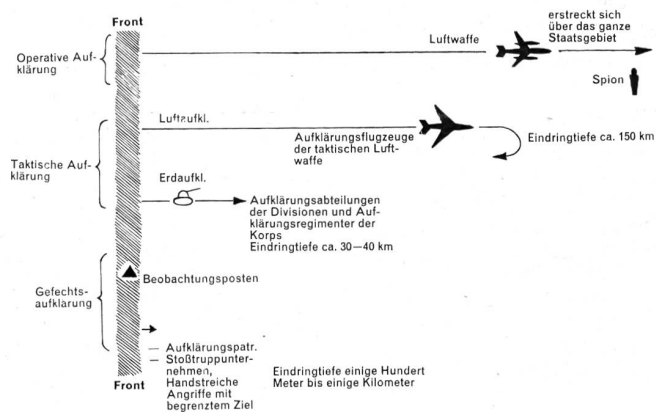 Front
erstreckt sich
über das ganze
Staatsgebiet
Luftwaffe
Operative Auf-
klärung
Spion
Luftaufkl.
Aufklärungsflugzeuge
der taktischen Luft-
waffe
Eindringtiefe ca. 150 km
Taktische Auf-
klärung
Erdaufkl.
Aufklärungsabteilungen
der Divisionen und Auf-
klärungsregimenter der
Korps
Eindringtiefe ca. 30—40 km
Beobachtungsposten
Gefechts-
aufklarung
— Aufklärungspatr.
— Stoßtruppunter-
nehmen,
Handstreiche
Angriffe mit
begrenztem Ziel
Eindringtiefe einige Hundert
Meter bis einige Kilometer
Front